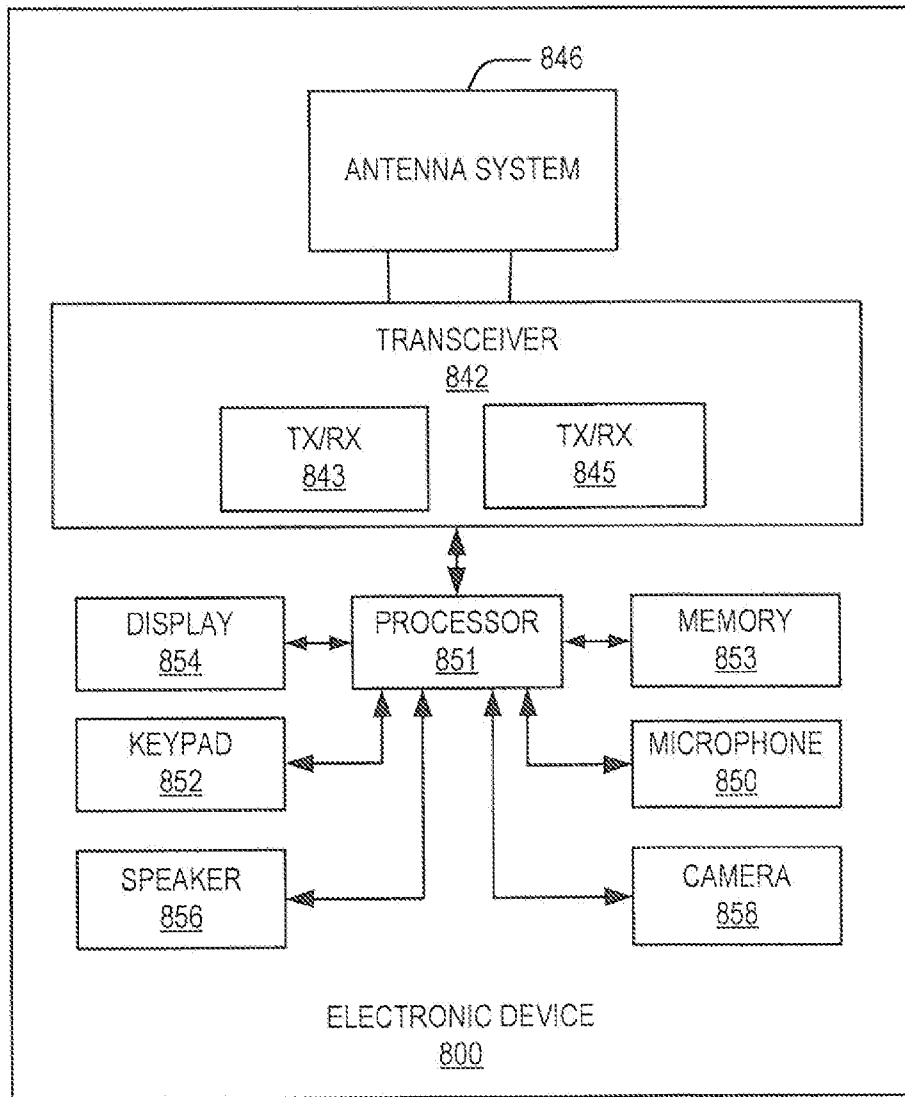 846
ANTENNA SYSTEM
TRANSCEIVER
842
TX/RX
843
TX/RX
845
DISPLAY
854
PROCESSOR
851
MEMORY
853
KEYPAD
852
MICROPHONE
850
SPEAKER
856
CAMERA
858
ELECTRONIC DEVICE
800